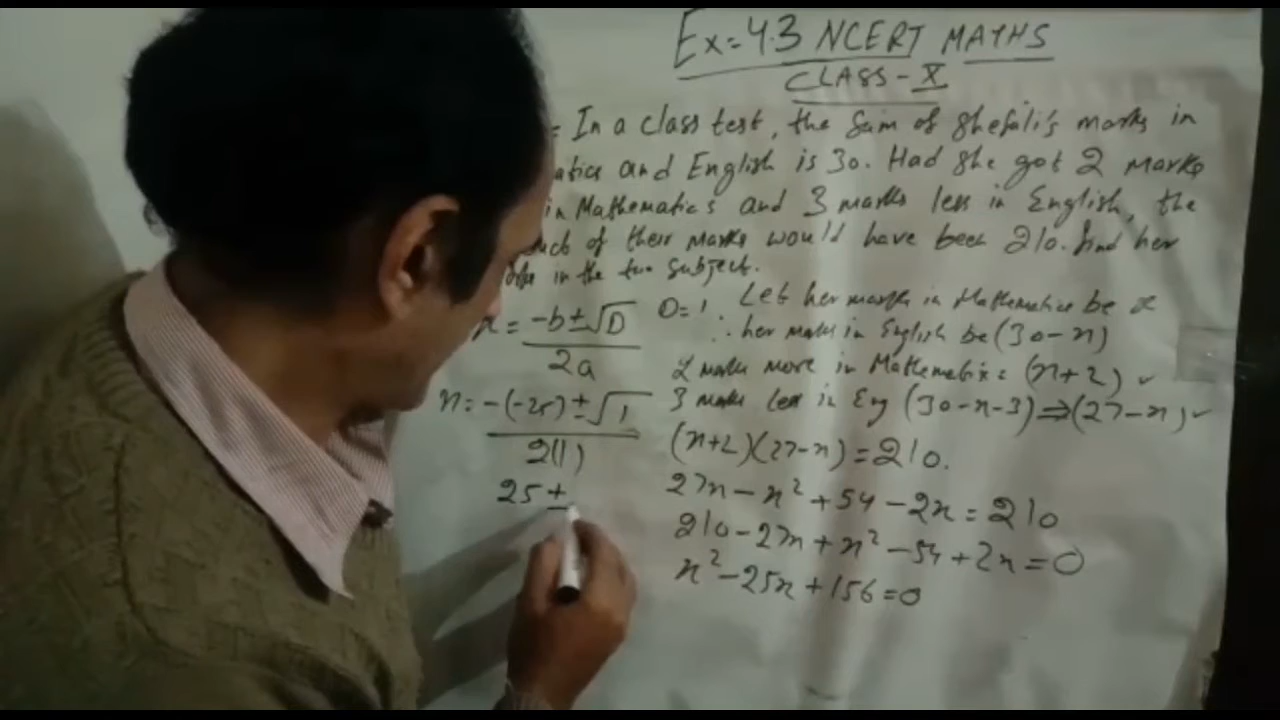 Ex=4.3 NCERT MATHS
CLASS-X
= In a class test, the sum of Shefali's marks in
atics and English is 30. Had she got 2 marks
in Mathematics and 3 marks less in English, the
uct of their marks would have been 210. find her
in the two subject.
x = -b±√D / 2a
D=1
Let her marks in Mathematics be x
∴ her marks in English be (30-x)
2 marks more in Mathematics = (x+2) ✓
3 marks less in Eng (30-x-3) ⇒ (27-x) ✓
x = -(-25) ± √1 / 2(1)
(x+2)(27-x) = 210.
25 ±
27x - x² + 54 - 2x = 210
210 - 27x + x² - 54 + 2x = 0
x² - 25x + 156 = 0